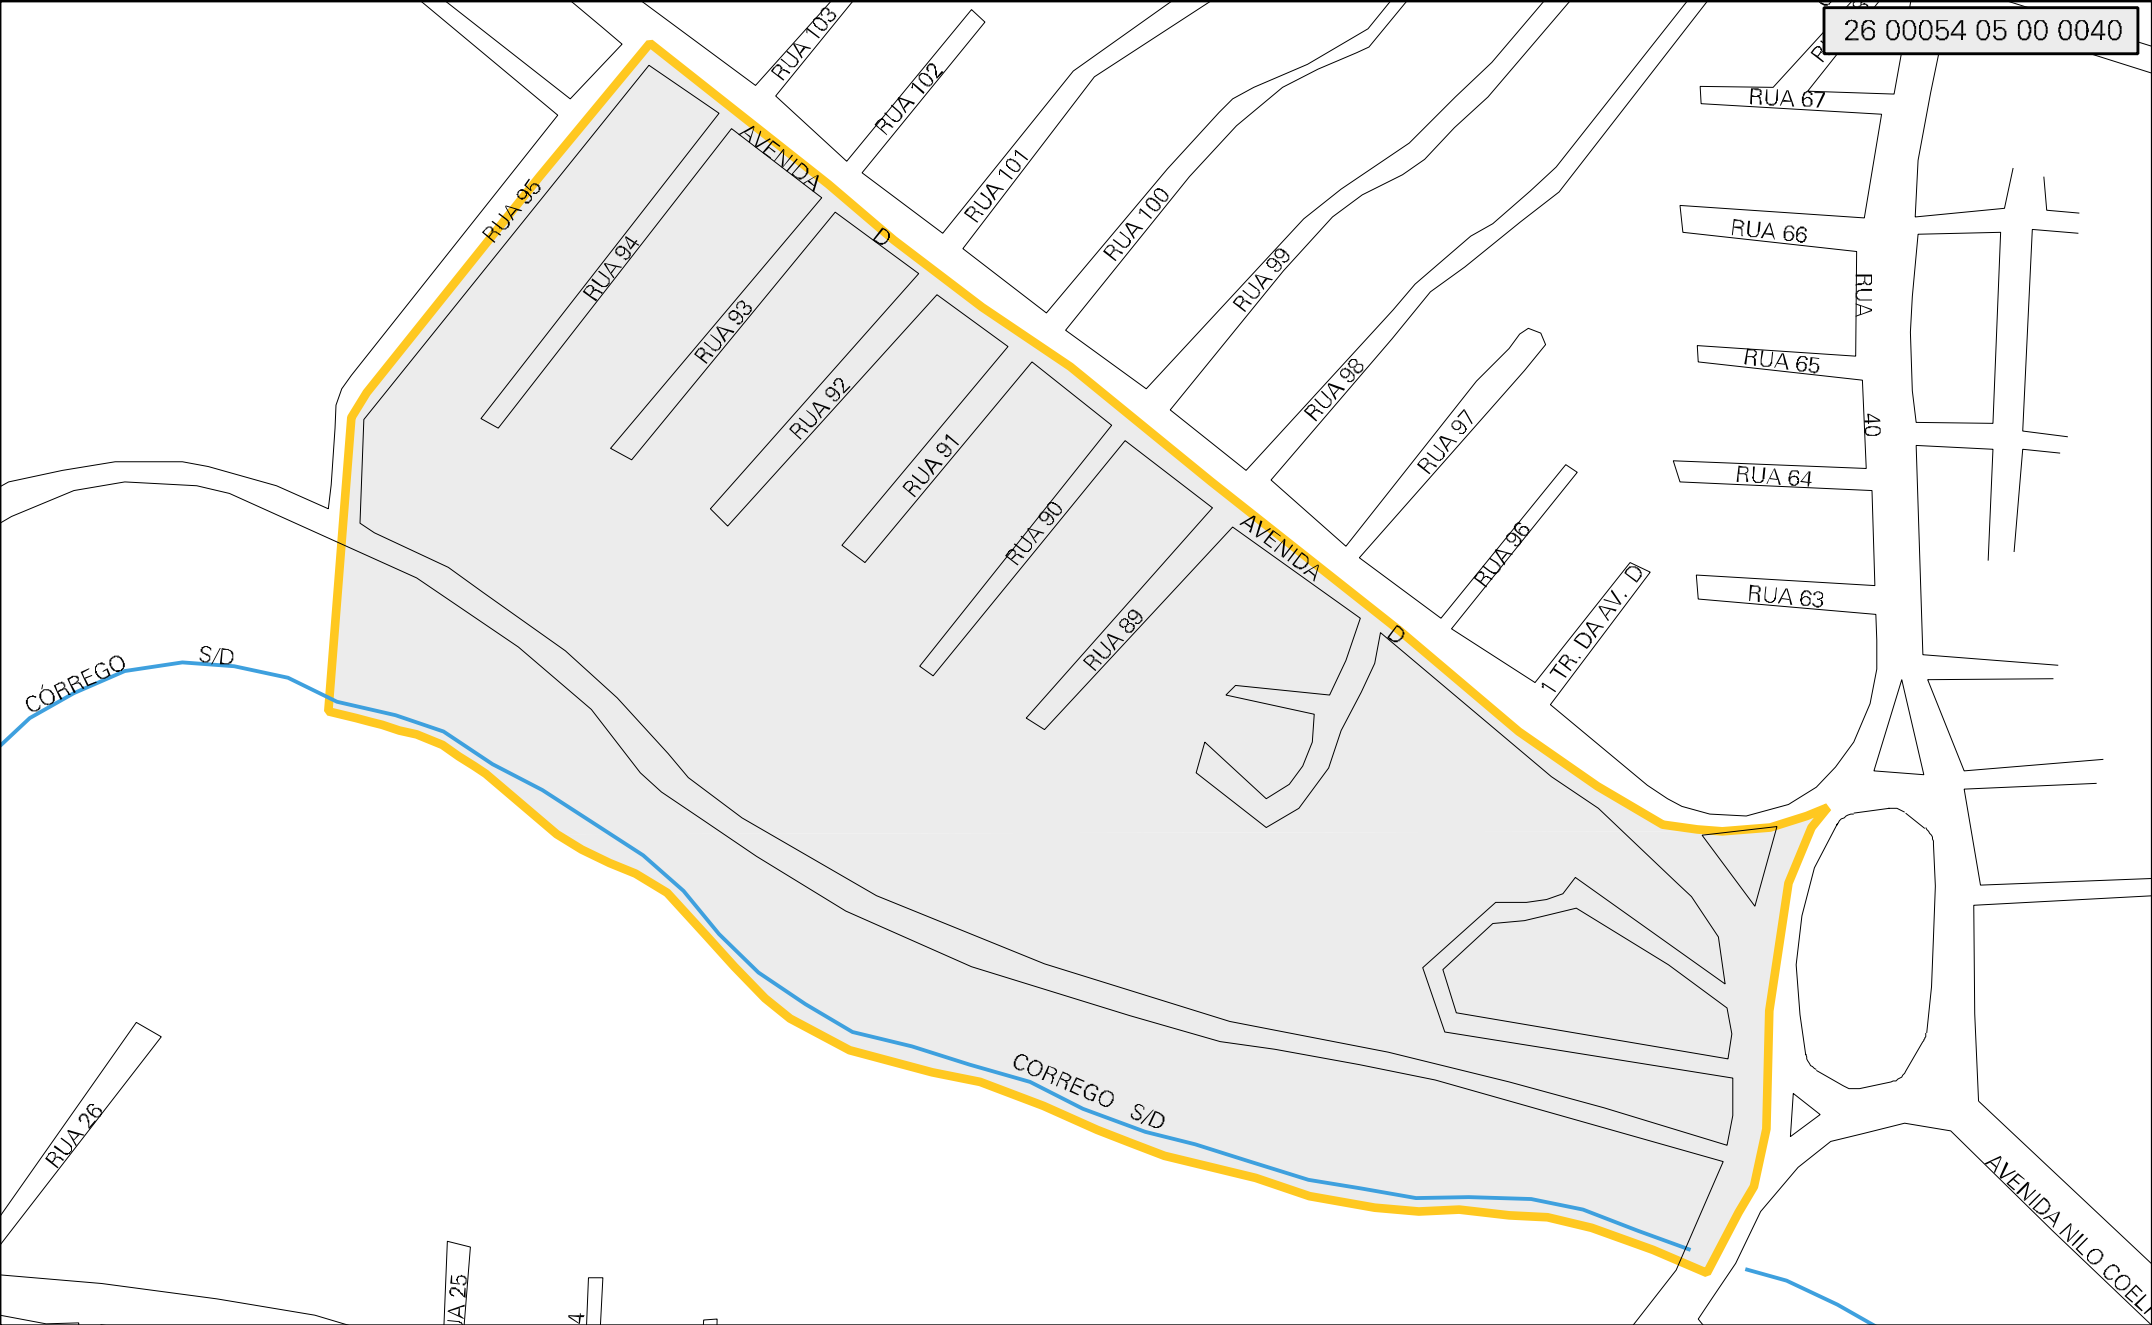 26 00054 05 00 0040
RUA 103
RUA 102
RUA 67
RUA 101
AVENIDA
RUA 95
RUA 100
RUA 66
D
RUA 94
RUA 99
RUA
RUA 93
RUA 65
RUA 98
RUA 92
40
RUA 97
RUA 91
RUA 64
RUA 90
AVENIDA
RUA 96
RUA 63
D
1 TR. DA AV. D
RUA 89
CÓRREGO S/D
CORREGO S/D
RUA 26
AVENIDA NILO COEL
UA 25
4